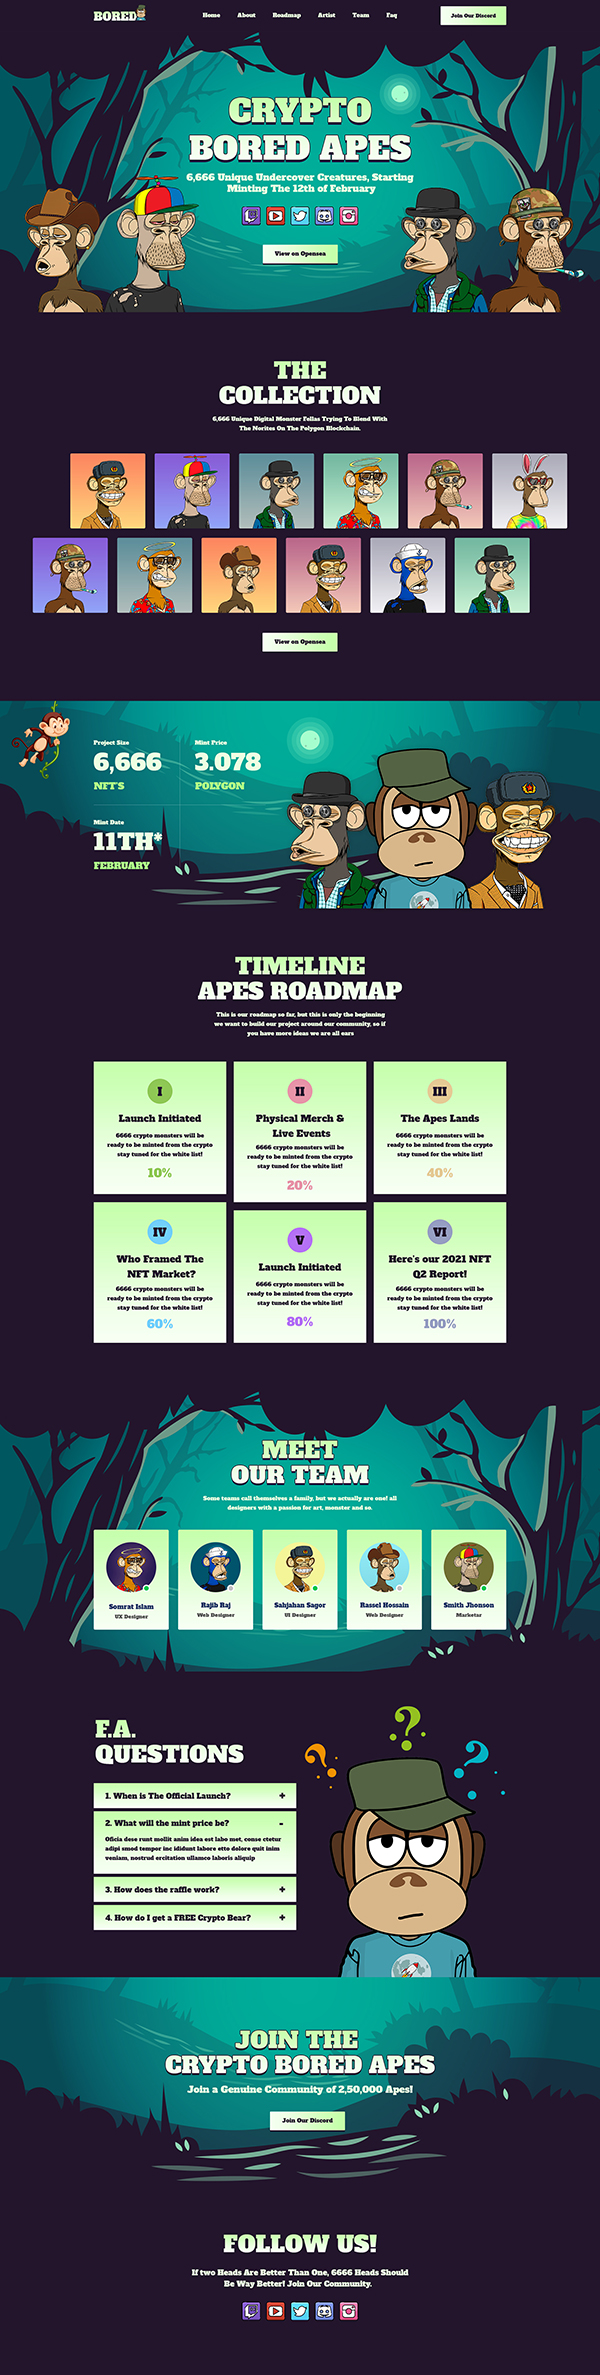 BORED
Home About Roadmap Artist Team Faq
Join Our Discord
CRYPTO
BORED APES
6,666 Unique Undercover Creatures, Starting
Minting The 12th of February
View on Opensea
THE
COLLECTION
6,666 Unique Digital Monster Fellas Trying To Blend With
The Norites On The Polygon Blockchain.
View on Opensea
Project Size
6,666
NFT'S
Mint Price
3.078
POLYGON
Mint Date
11TH*
FEBRUARY
TIMELINE
APES ROADMAP
This is our roadmap so far, but this is only the beginning
we want to build our project around our community, so if
you have more ideas we are all ears
I
Launch Initiated
6666 crypto monsters will be
ready to be minted from the crypto
stay tuned for the white list!
10%
II
Physical Merch &
Live Events
6666 crypto monsters will be
ready to be minted from the crypto
stay tuned for the white list!
20%
III
The Apes Lands
6666 crypto monsters will be
ready to be minted from the crypto
stay tuned for the white list!
40%
IV
Who Framed The
NFT Market?
6666 crypto monsters will be
ready to be minted from the crypto
stay tuned for the white list!
60%
V
Launch Initiated
6666 crypto monsters will be
ready to be minted from the crypto
stay tuned for the white list!
80%
VI
Here's our 2021 NFT
Q2 Report!
6666 crypto monsters will be
ready to be minted from the crypto
stay tuned for the white list!
100%
MEET
OUR TEAM
Some teams call themselves a family, but we actually are one! all
designers with a passion for art, monster and so.
Somrat Islam
UX Designer
Rajib Raj
Web Designer
Sahjahan Sagor
UI Designer
Rassel Hossain
Web Designer
Smith Jhonson
Marketar
F.A.
QUESTIONS
1. When is The Official Launch? +
2. What will the mint price be? -
Oficia dese runt mollit anim idea est labo met, conse ctetur
adipi smod tempor inc ididunt labore etto dolore quit inim
veniam, nostrud ercitation ullamco laboris aliquip
3. How does the raffle work? +
4. How do I get a FREE Crypto Bear? +
? ? ?
JOIN THE
CRYPTO BORED APES
Join a Genuine Community of 2,50,000 Apes!
Join Our Discord
FOLLOW US!
If two Heads Are Better Than One, 6666 Heads Should
Be Way Better! Join Our Community.